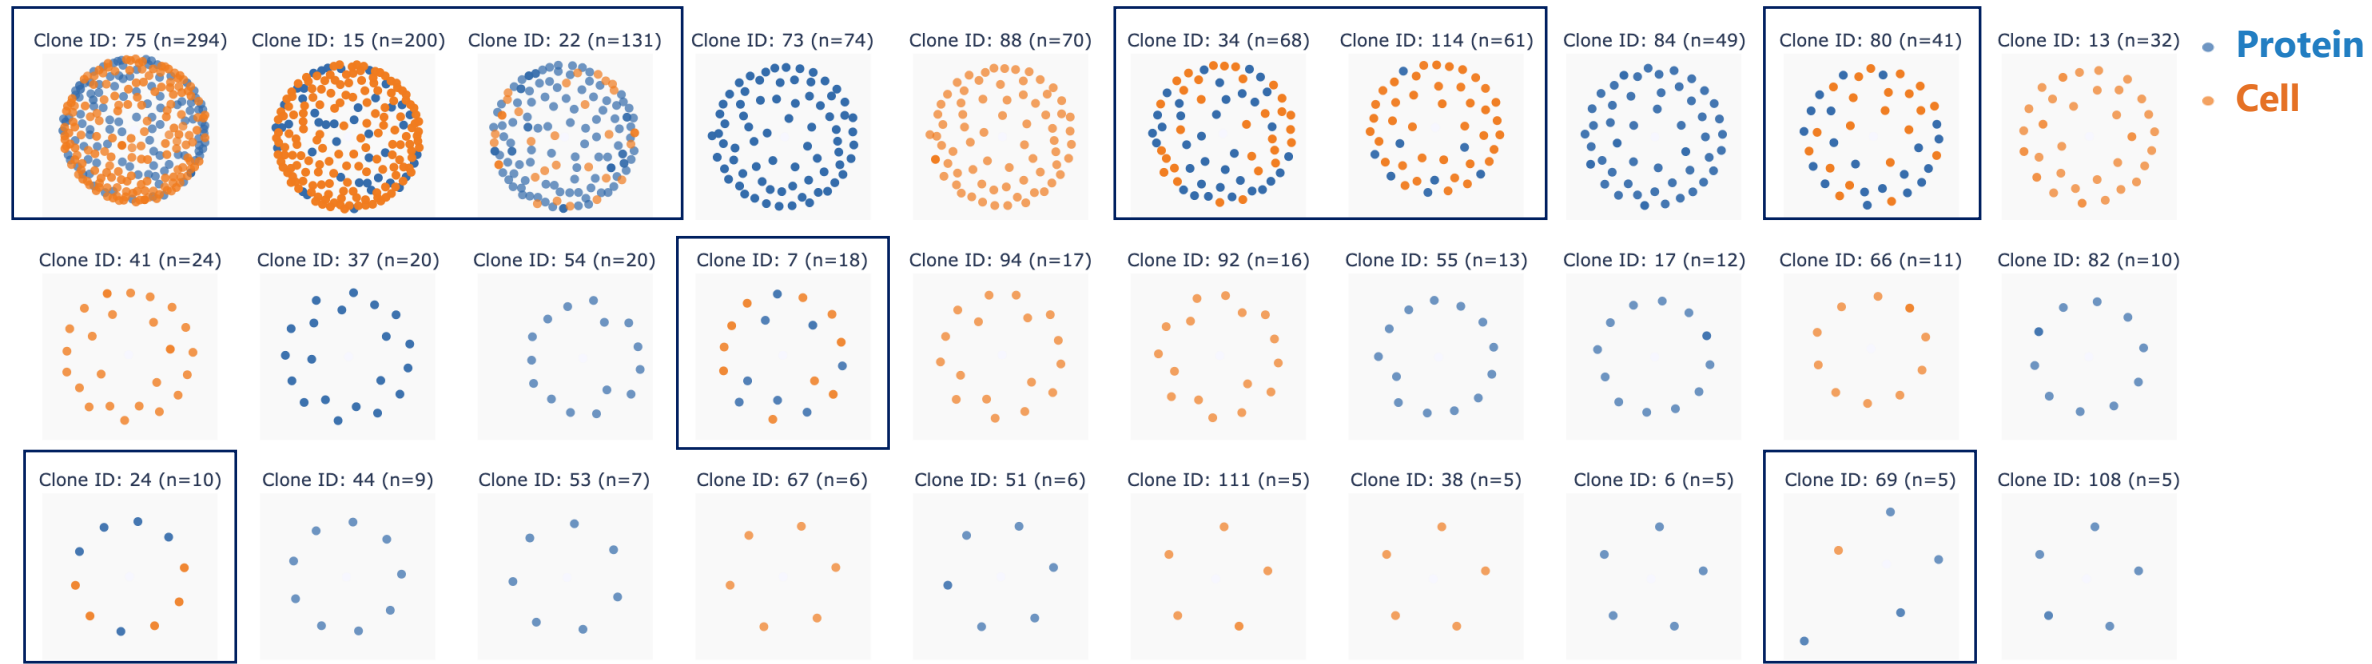 Clone ID: 75 (n=294)
Clone ID: 15 (n=200)
Clone ID: 22 (n=131)
Clone ID: 73 (n=74)
Clone ID: 88 (n=70)
Clone ID: 34 (n=68)
Clone ID: 114 (n=61)
Clone ID: 84 (n=49)
Clone ID: 80 (n=41)
Clone ID: 13 (n=32)
Protein
Cell
Clone ID: 41 (n=24)
Clone ID: 37 (n=20)
Clone ID: 54 (n=20)
Clone ID: 7 (n=18)
Clone ID: 94 (n=17)
Clone ID: 92 (n=16)
Clone ID: 55 (n=13)
Clone ID: 17 (n=12)
Clone ID: 66 (n=11)
Clone ID: 82 (n=10)
Clone ID: 24 (n=10)
Clone ID: 44 (n=9)
Clone ID: 53 (n=7)
Clone ID: 67 (n=6)
Clone ID: 51 (n=6)
Clone ID: 111 (n=5)
Clone ID: 38 (n=5)
Clone ID: 6 (n=5)
Clone ID: 69 (n=5)
Clone ID: 108 (n=5)